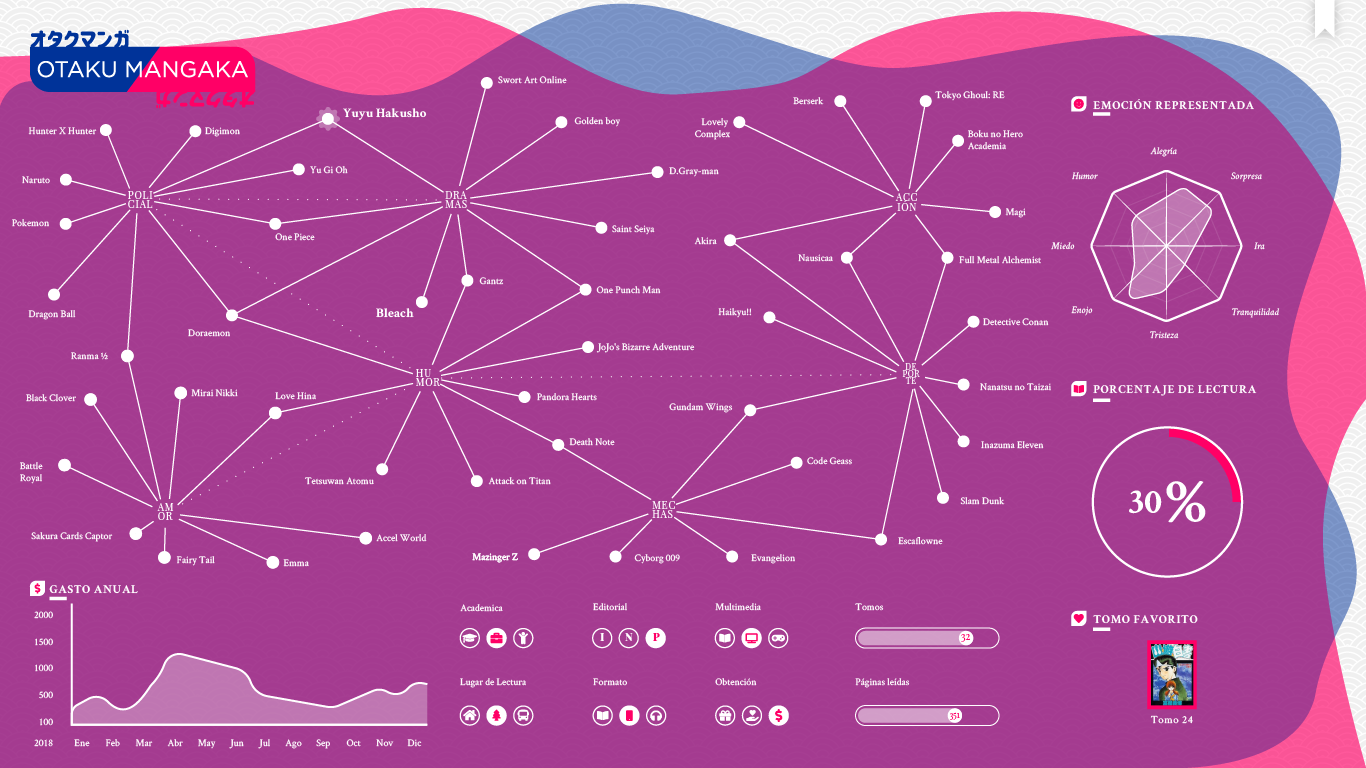 オタクマンガ
OTAKU MANGAKA
Swort Art Online
Yuyu Hakusho
Golden boy
Hunter X Hunter
Digimon
Yu Gi Oh
D.Gray-man
Naruto
POLI
CIAL
DRA
MAS
Pokemon
One Piece
Saint Seiya
Gantz
One Punch Man
Dragon Ball
Bleach
Doraemon
JoJo's Bizarre Adventure
Ranma ½
HU
MOR
Black Clover
Mirai Nikki
Love Hina
Pandora Hearts
Death Note
Battle
Royal
Tetsuwan Atomu
Attack on Titan
AM
OR
Sakura Cards Captor
Accel World
Fairy Tail
Emma
Berserk
Tokyo Ghoul: RE
Lovely
Complex
Boku no Hero
Academia
ACC
ION
Magi
Akira
Nausicaa
Full Metal Alchemist
Haikyu!!
Detective Conan
DE
POR
TE
Nanatsu no Taizai
Gundam Wings
Inazuma Eleven
Code Geass
Slam Dunk
MEC
HAS
Escaflowne
Mazinger Z
Cyborg 009
Evangelion
EMOCIÓN REPRESENTADA
Alegría
Humor
Sorpresa
Miedo
Ira
Enojo
Tranquilidad
Tristeza
PORCENTAJE DE LECTURA
30%
TOMO FAVORITO
Tomo 24
$ GASTO ANUAL
2000
1500
1000
500
100
2018 Ene Feb Mar Abr May Jun Jul Ago Sep Oct Nov Dic
Academica
Editorial
I N P
Multimedia
Tomos
32
Lugar de Lectura
Formato
Obtención
$
Páginas leídas
351